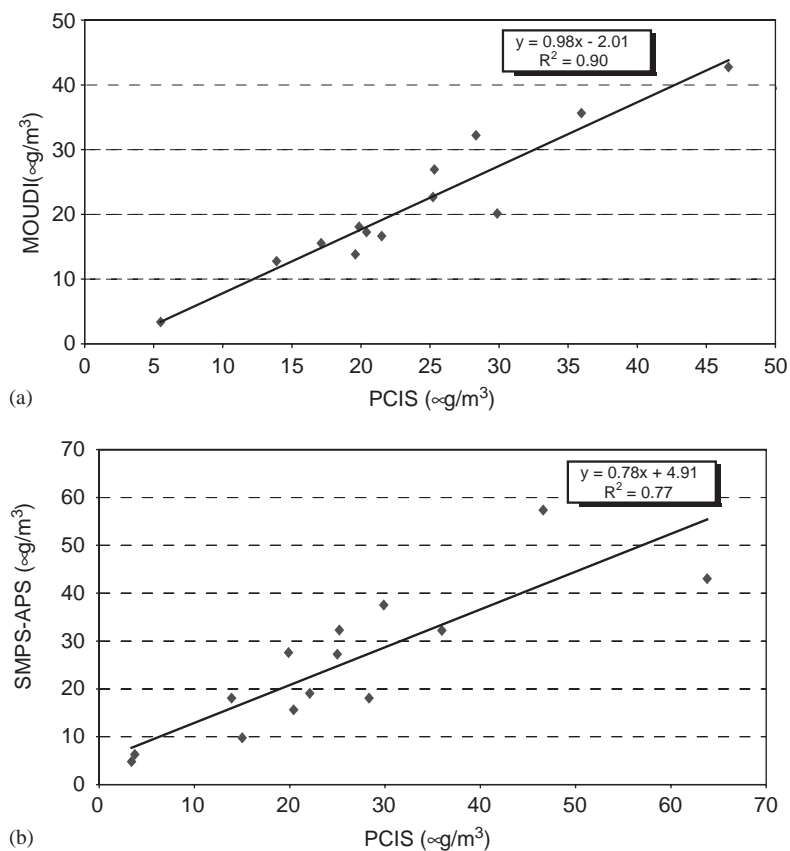 50
40
30
20
10
0
MOUDI(∝g/m³)
y = 0.98x - 2.01
R² = 0.90
0 5 10 15 20 25 30 35 40 45 50
PCIS (∝g/m³)
(a)
70
60
50
40
30
20
10
0
SMPS-APS (∝g/m³)
y = 0.78x + 4.91
R² = 0.77
0 10 20 30 40 50 60 70
PCIS (∝g/m³)
(b)